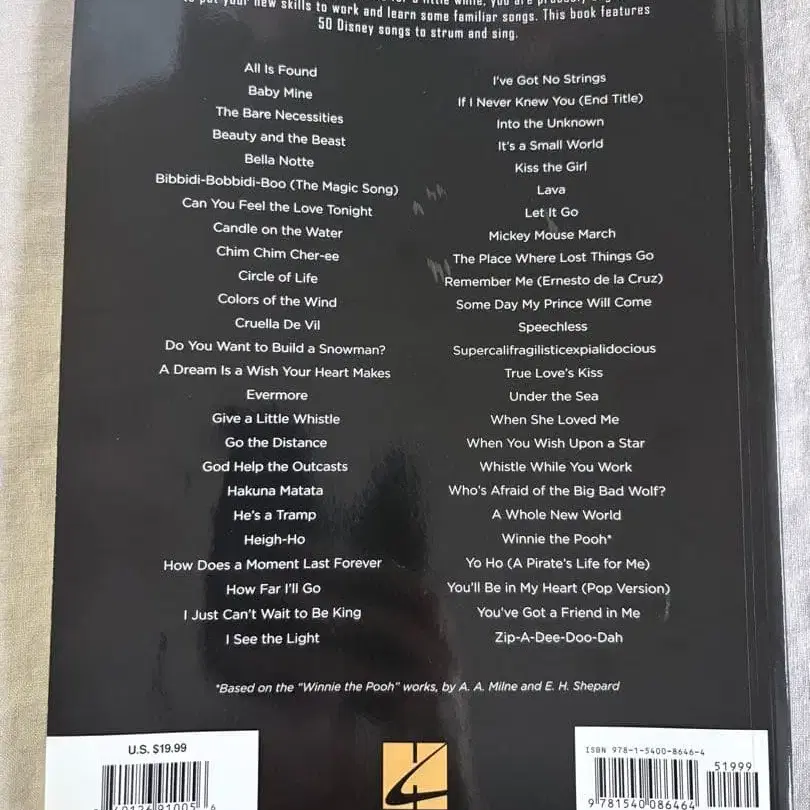 to put your new skills to work and learn some familiar songs. This book features
50 Disney songs to strum and sing.
All Is Found
Baby Mine
The Bare Necessities
Beauty and the Beast
Bella Notte
Bibbidi-Bobbidi-Boo (The Magic Song)
Can You Feel the Love Tonight
Candle on the Water
Chim Chim Cher-ee
Circle of Life
Colors of the Wind
Cruella De Vil
Do You Want to Build a Snowman?
A Dream Is a Wish Your Heart Makes
Evermore
Give a Little Whistle
Go the Distance
God Help the Outcasts
Hakuna Matata
He's a Tramp
Heigh-Ho
How Does a Moment Last Forever
How Far I'll Go
I Just Can't Wait to Be King
I See the Light
I've Got No Strings
If I Never Knew You (End Title)
Into the Unknown
It's a Small World
Kiss the Girl
Lava
Let It Go
Mickey Mouse March
The Place Where Lost Things Go
Remember Me (Ernesto de la Cruz)
Some Day My Prince Will Come
Speechless
Supercalifragilisticexpialidocious
True Love's Kiss
Under the Sea
When She Loved Me
When You Wish Upon a Star
Whistle While You Work
Who's Afraid of the Big Bad Wolf?
A Whole New World
Winnie the Pooh*
Yo Ho (A Pirate's Life for Me)
You'll Be in My Heart (Pop Version)
You've Got a Friend in Me
Zip-A-Dee-Doo-Dah
*Based on the "Winnie the Pooh" works, by A. A. Milne and E. H. Shepard
U.S. $19.99
ISBN 978-1-5400-8646-4
51999
9 781540 086464